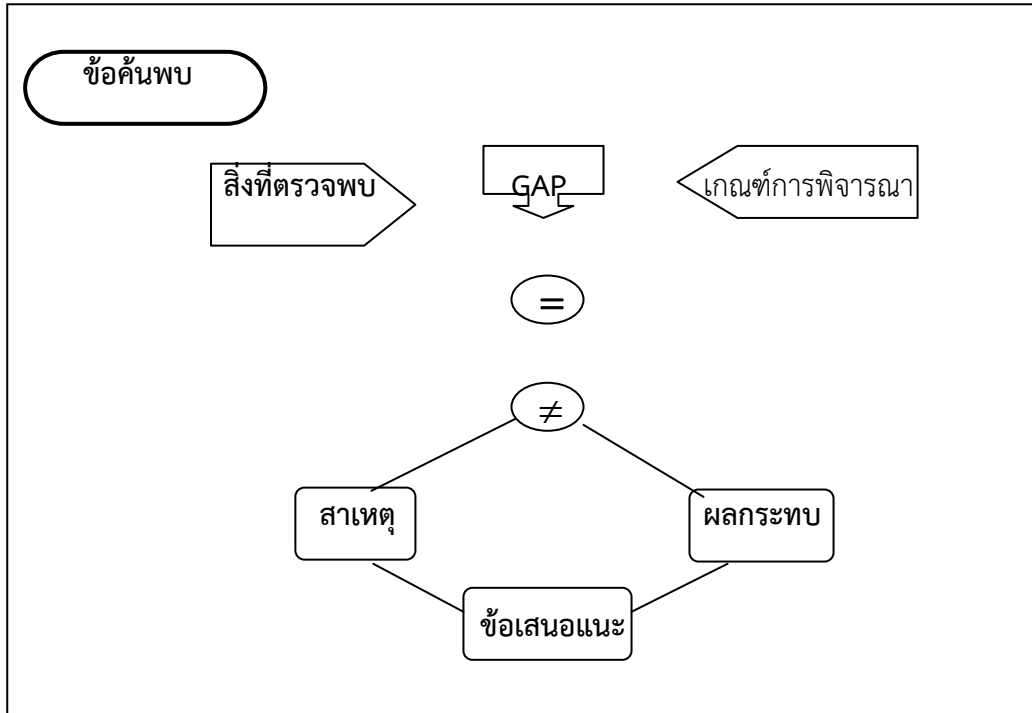 ข้อค้นพบ
สิ่งที่ตรวจพบ
GAP
เกณฑ์การพิจารณา
=
≠
สาเหตุ
ผลกระทบ
ข้อเสนอแนะ